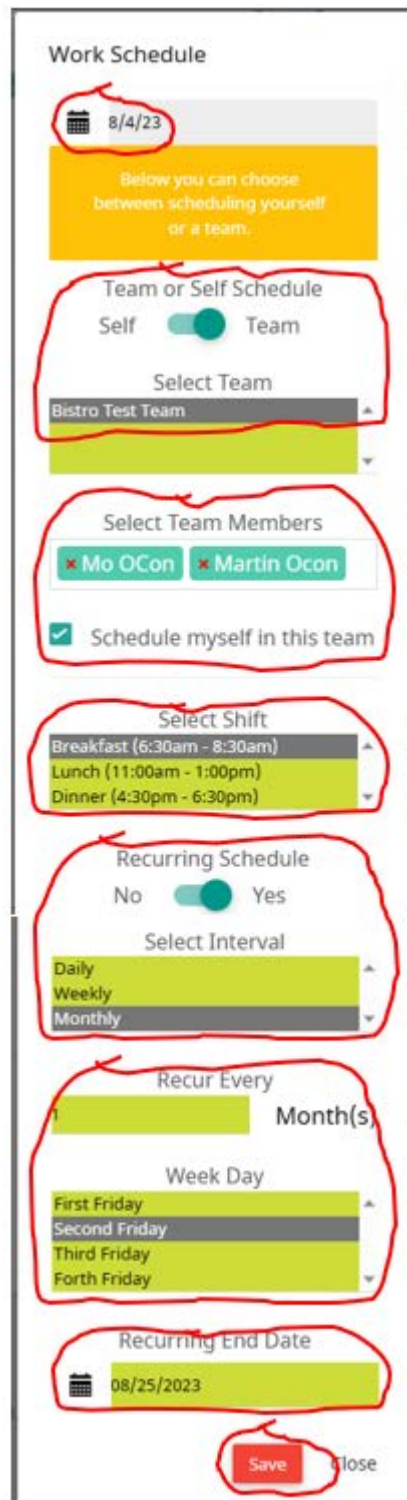 Work Schedule
8/4/23
Below you can choose
between scheduling yourself
or a team.
Team or Self Schedule
Self Team
Select Team
Bistro Test Team
Select Team Members
× Mo OCon × Martin Ocon
Schedule myself in this team
Select Shift
Breakfast (6:30am - 8:30am)
Lunch (11:00am - 1:00pm)
Dinner (4:30pm - 6:30pm)
Recurring Schedule
No Yes
Select Interval
Daily
Weekly
Monthly
Recur Every
1 Month(s)
Week Day
First Friday
Second Friday
Third Friday
Forth Friday
Recurring End Date
08/25/2023
Save Close